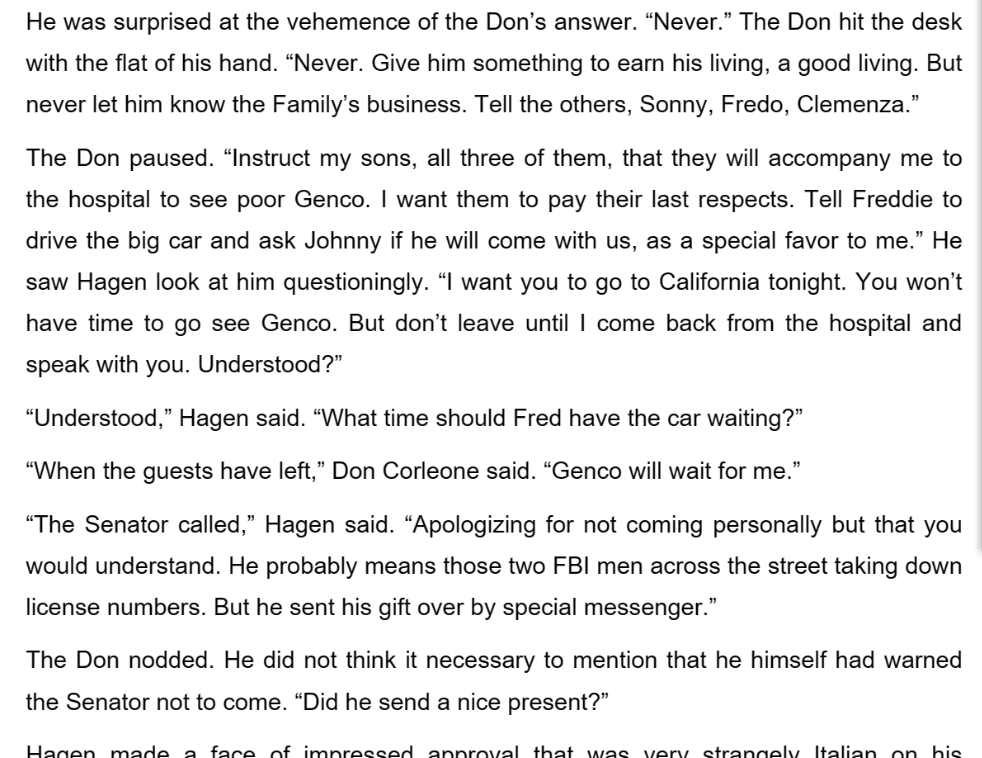 He was surprised at the vehemence of the Don’s answer. “Never.” The Don hit the desk
with the flat of his hand. “Never. Give him something to earn his living, a good living. But
never let him know the Family’s business. Tell the others, Sonny, Fredo, Clemenza.”
The Don paused. “Instruct my sons, all three of them, that they will accompany me to
the hospital to see poor Genco. I want them to pay their last respects. Tell Freddie to
drive the big car and ask Johnny if he will come with us, as a special favor to me.” He
saw Hagen look at him questioningly. “I want you to go to California tonight. You won’t
have time to go see Genco. But don’t leave until I come back from the hospital and
speak with you. Understood?”
“Understood,” Hagen said. “What time should Fred have the car waiting?”
“When the guests have left,” Don Corleone said. “Genco will wait for me.”
“The Senator called,” Hagen said. “Apologizing for not coming personally but that you
would understand. He probably means those two FBI men across the street taking down
license numbers. But he sent his gift over by special messenger.”
The Don nodded. He did not think it necessary to mention that he himself had warned
the Senator not to come. “Did he send a nice present?”
Hagen made a face of impressed approval that was very strangely Italian on his